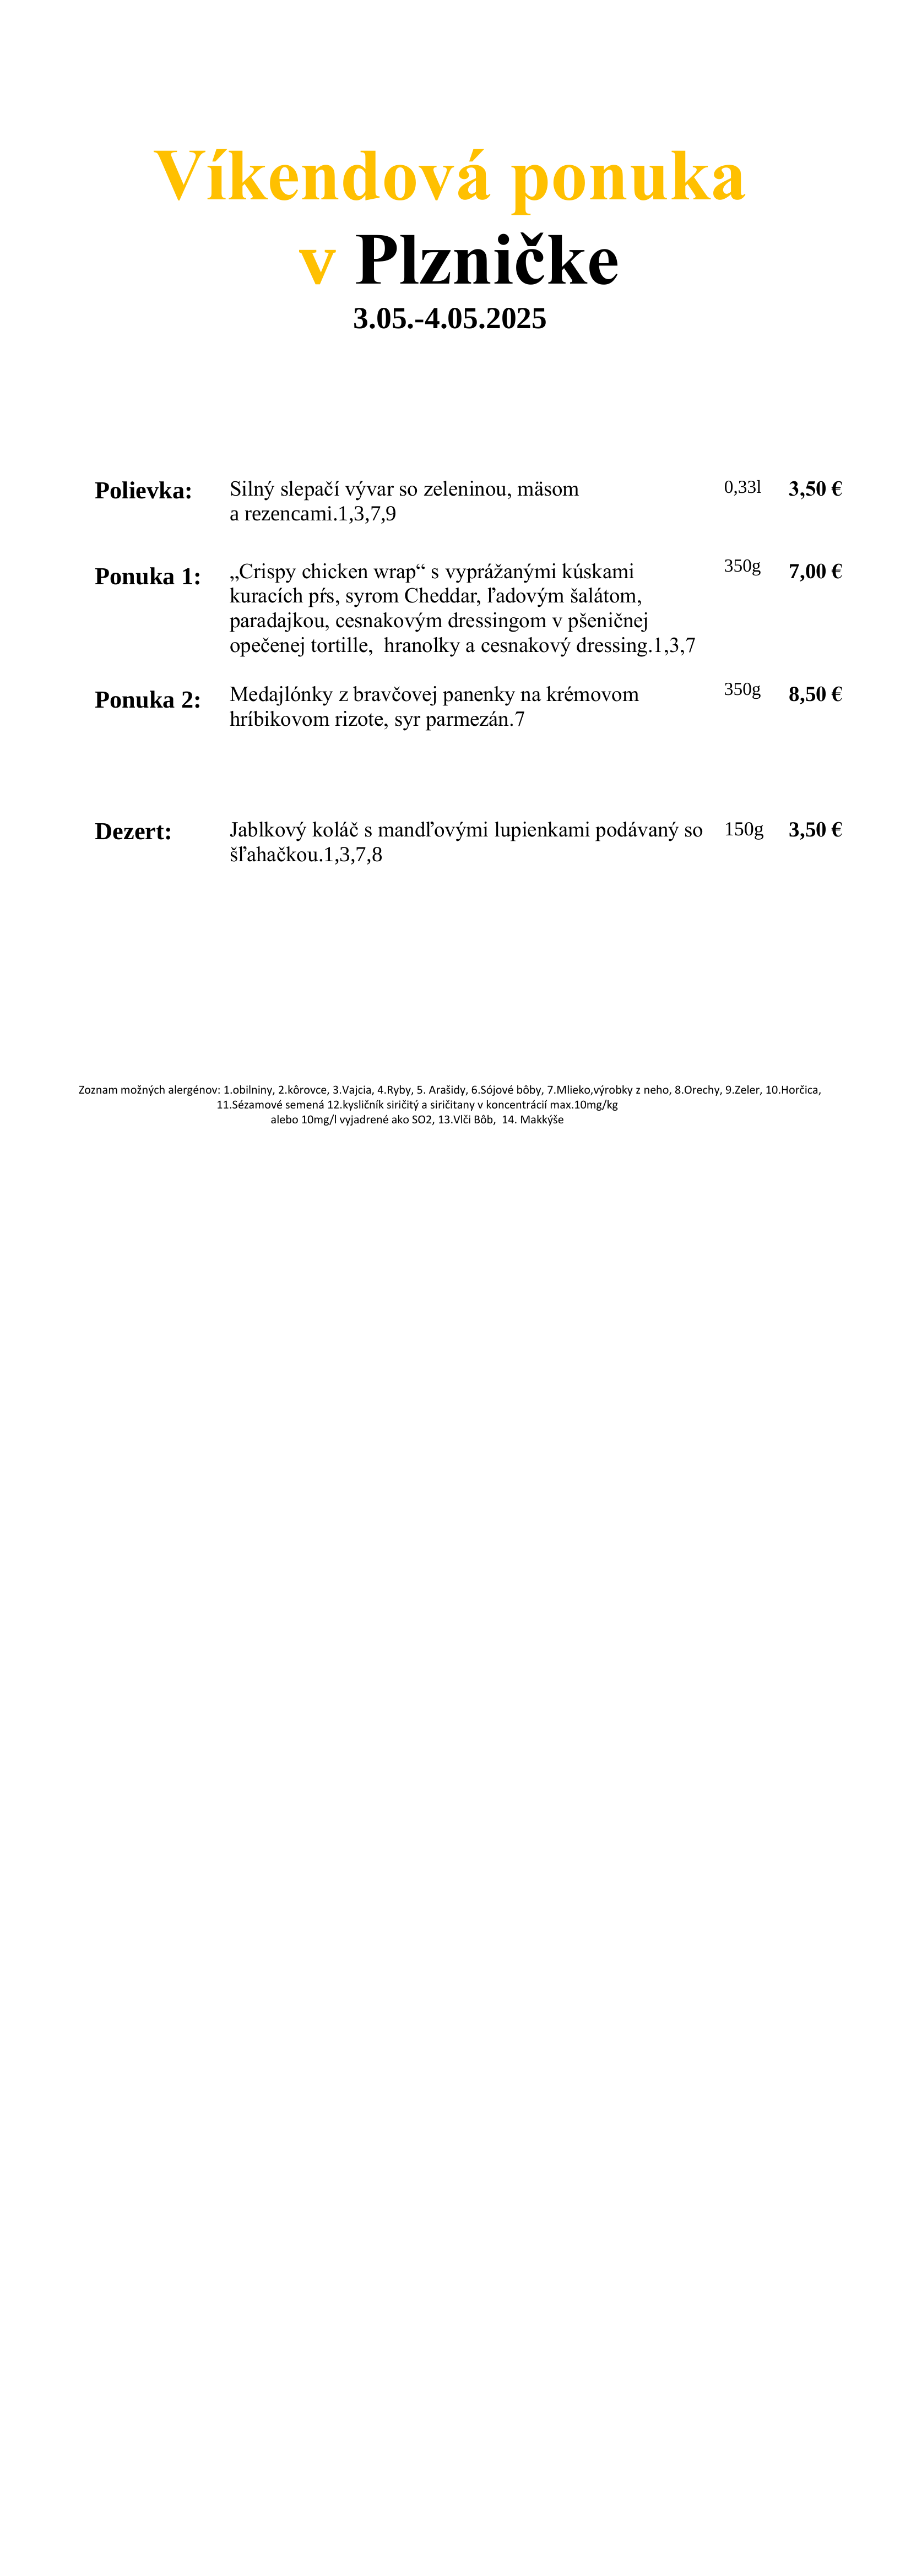 Víkendová ponuka
v Plzničke
3.05.-4.05.2025
Polievka: Silný slepačí vývar so zeleninou, mäsom 0,33l 3,50 €
a rezencami.1,3,7,9
Ponuka 1: „Crispy chicken wrap“ s vyprážanými kúskami 350g 7,00 €
kuracích pŕs, syrom Cheddar, ľadovým šalátom,
paradajkou, cesnakovým dressingom v pšeničnej
opečenej tortille,  hranolky a cesnakový dressing.1,3,7
Ponuka 2: Medajlónky z bravčovej panenky na krémovom 350g 8,50 €
hríbikovom rizote, syr parmezán.7
Dezert: Jablkový koláč s mandľovými lupienkami podávaný so 150g 3,50 €
šľahačkou.1,3,7,8
Zoznam možných alergénov: 1.obilniny, 2.kôrovce, 3.Vajcia, 4.Ryby, 5. Arašidy, 6.Sójové bôby, 7.Mlieko,výrobky z neho, 8.Orechy, 9.Zeler, 10.Horčica,
11.Sézamové semená 12.kysličník siričitý a siričitany v koncentrácií max.10mg/kg
alebo 10mg/l vyjadrené ako SO2, 13.Vlči Bôb,  14. Makkýše